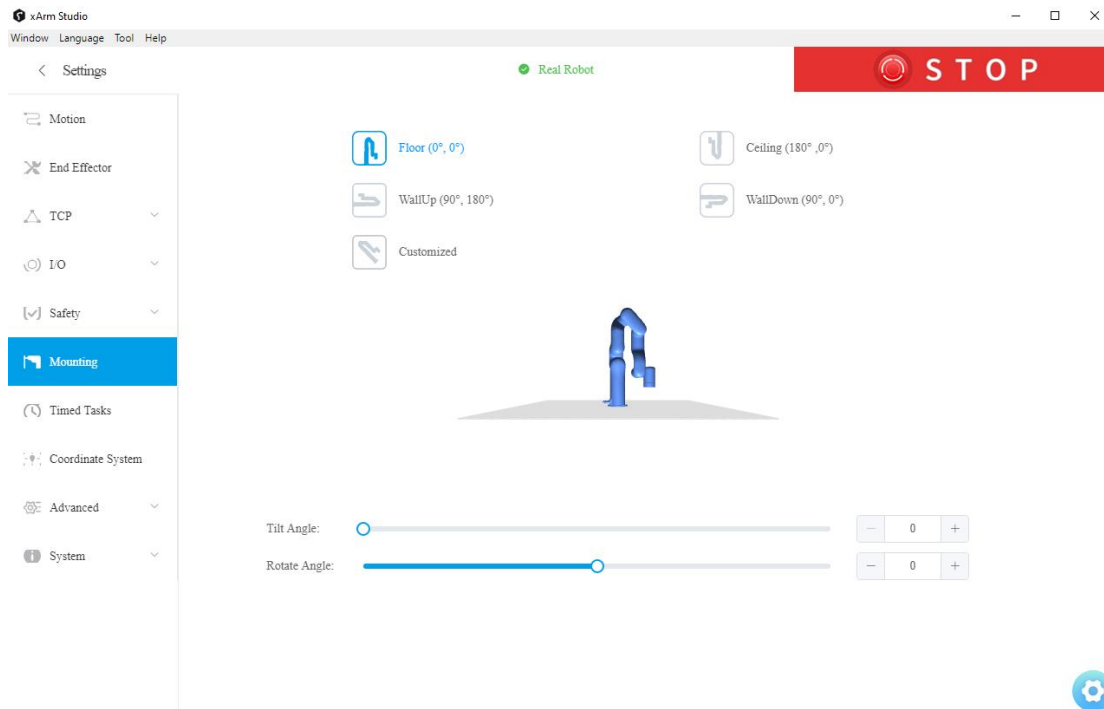 xArm Studio
Window Language Tool Help
Settings
Real Robot
STOP
Motion
End Effector
TCP
I/O
Safety
Mounting
Timed Tasks
Coordinate System
Advanced
System
Floor (0°, 0°)
Ceiling (180° ,0°)
WallUp (90°, 180°)
WallDown (90°, 0°)
Customized
Tilt Angle:
0
Rotate Angle:
0